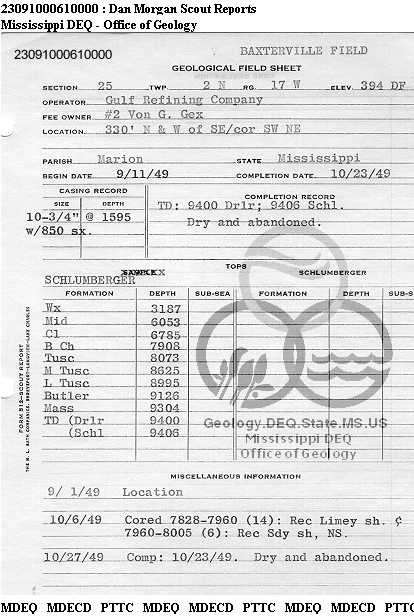 23091000610000 : Dan Morgan Scout Reports
Mississippi DEQ - Office of Geology
23091000610000 BAXTERVILLE FIELD
GEOLOGICAL FIELD SHEET
SECTION 25 TWP 2 N RG. 17 W ELEV. 394 DF
OPERATOR Gulf Refining Company
FEE OWNER #2 Von G. Gex
LOCATION. 330' N & W of SE/cor SW NE
PARISH Marion STATE Mississippi
BEGIN DATE. 9/11/49 COMPLETION DATE. 10/23/49
CASING RECORD COMPLETION RECORD
SIZE DEPTH TD: 9400 Drlr; 9406 Schl.
10-3/4" @ 1595 Dry and abandoned.
w/850 sx.
TOPS
SAMPLE SCHLUMBERGER
SCHLUMBERGER
FORMATION DEPTH SUB-SEA FORMATION DEPTH SUB-
Wx 3187
Mid 6053
Cl 6785
B Ch 7908
Tusc 8073
M Tusc 8625
L Tusc 8995
Butler 9126
Mass 9304
TD (Drlr 9400
(Schl 9406
Geology.DEQ.State.MS.US
Mississippi DEQ
Office of Geology
FORM 512-SCOUT REPORT
MISCELLANEOUS INFORMATION
9/ 1/49 Location
10/6/49 Cored 7828-7960 (14): Rec Limey sh. ¢
7960-8005 (6): Rec Sdy sh, NS.
10/27/49 Comp: 10/23/49. Dry and abandoned.
MDEQ MDECD PTTC MDEQ MDECD PTTC MDEQ MDECD PTTC